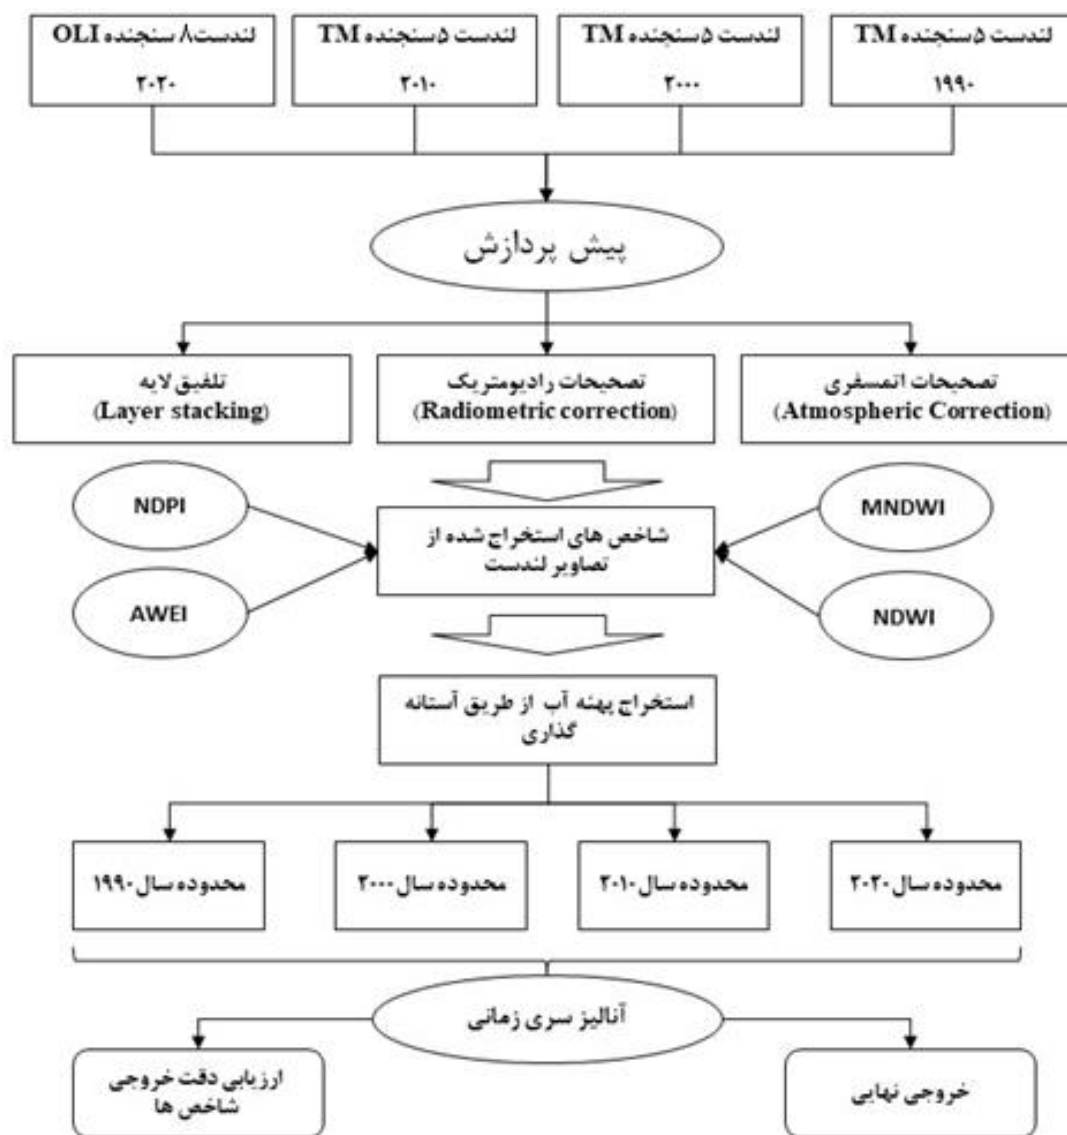 لندست ۵ سنجنده TM
۱۹۹۰
لندست ۵ سنجنده TM
۲۰۰۰
لندست ۵ سنجنده TM
۲۰۱۰
لندست ۸ سنجنده OLI
۲۰۲۰
پیش پردازش
تصحیحات اتمسفری
(Atmospheric Correction)
تصحیحات رادیومتریک
(Radiometric correction)
تلفیق لایه
(Layer stacking)
MNDWI
NDWI
شاخص های استخراج شده از
تصاویر لندست
NDPI
AWEI
استخراج پهنه آب از طریق آستانه
گذاری
محدوده سال ۲۰۲۰
محدوده سال ۲۰۱۰
محدوده سال ۲۰۰۰
محدوده سال ۱۹۹۰
آنالیز سری زمانی
خروجی نهایی
ارزیابی دقت خروجی
شاخص ها